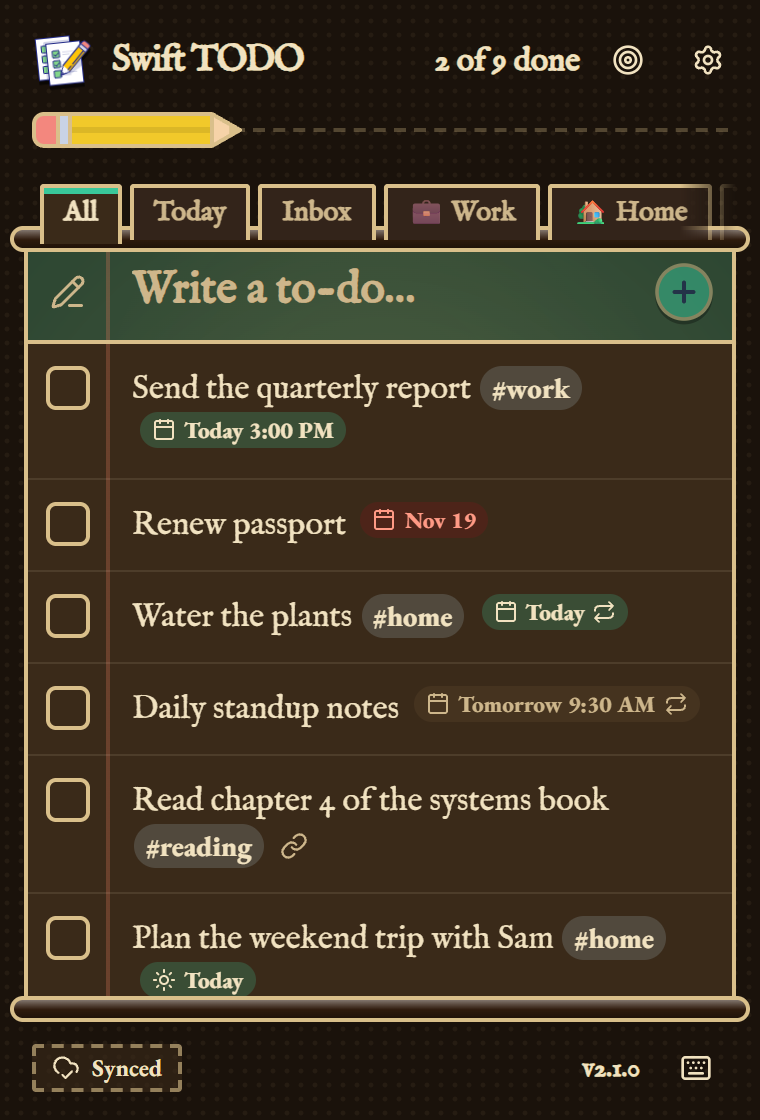 Swift TODO
2 of 9 done
All
Today
Inbox
Work
Home
Write a to-do...
Send the quarterly report #work
Today 3:00 PM
Renew passport Nov 19
Water the plants #home Today
Daily standup notes Tomorrow 9:30 AM
Read chapter 4 of the systems book
#reading
Plan the weekend trip with Sam #home
Today
Synced
V2.1.0